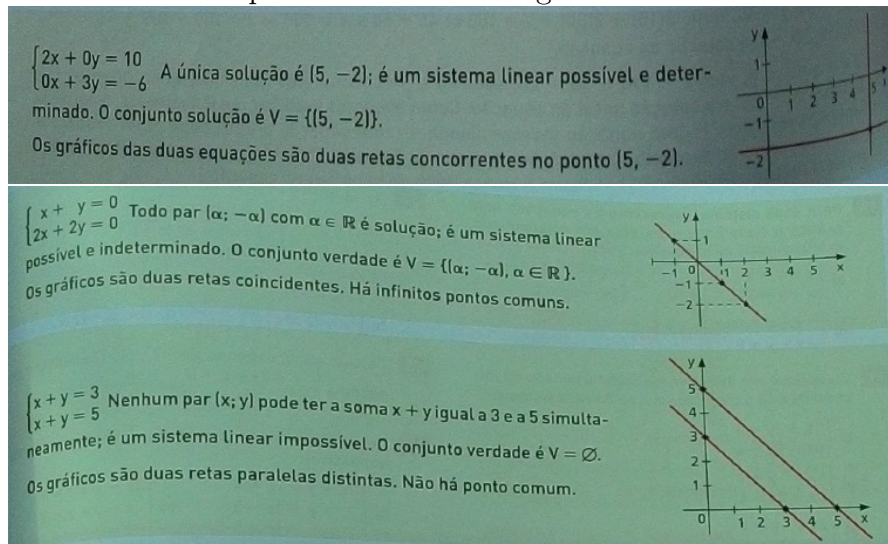 {2x + 0y = 10
{0x + 3y = −6 A única solução é (5, −2); é um sistema linear possível e deter-
minado. O conjunto solução é V = {(5, −2)}.
Os gráficos das duas equações são duas retas concorrentes no ponto (5, −2).
y
1
0 1 2 3 4 5
−1
−2
{x + y = 0
{2x + 2y = 0 Todo par (α; −α) com α ∈ ℝ é solução; é um sistema linear
possível e indeterminado. O conjunto verdade é V = {(α; −α), α ∈ ℝ}.
Os gráficos são duas retas coincidentes. Há infinitos pontos comuns.
y
1
−1 0 1 2 3 4 5 x
−1
−2
{x + y = 3
{x + y = 5 Nenhum par (x; y) pode ter a soma x + y igual a 3 e a 5 simulta-
neamente; é um sistema linear impossível. O conjunto verdade é V = ∅.
Os gráficos são duas retas paralelas distintas. Não há ponto comum.
y
5
4
3
2
1
0 1 2 3 4 5 x